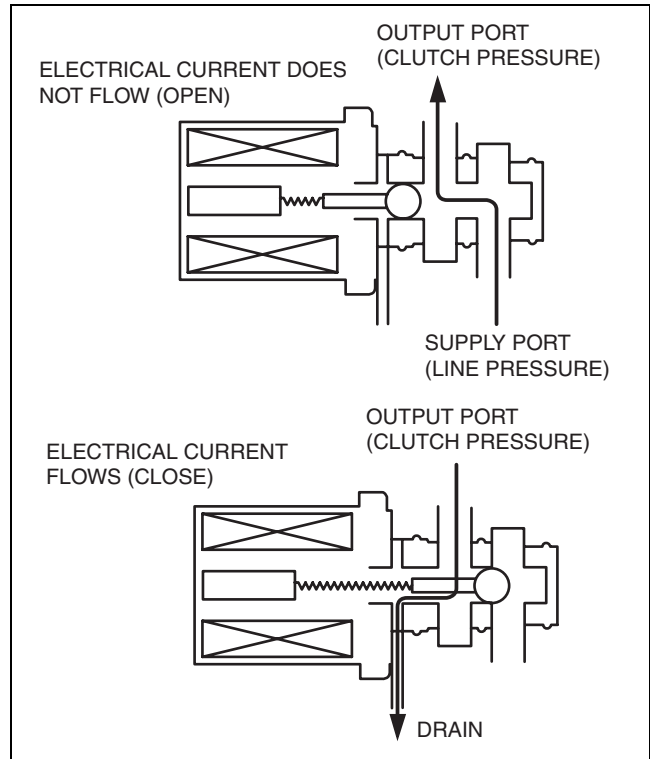 ELECTRICAL CURRENT DOES
NOT FLOW (OPEN)
OUTPUT PORT
(CLUTCH PRESSURE)
SUPPLY PORT
(LINE PRESSURE)
ELECTRICAL CURRENT
FLOWS (CLOSE)
OUTPUT PORT
(CLUTCH PRESSURE)
DRAIN